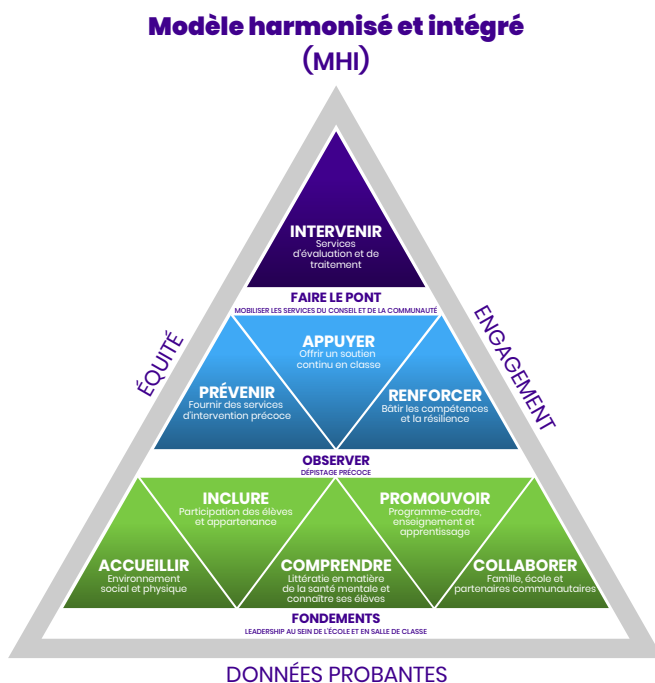 Modèle harmonisé et intégré
(MHI)
INTERVENIR
Services
d'évaluation et de
traitement
FAIRE LE PONT
MOBILISER LES SERVICES DU CONSEIL ET DE LA COMMUNAUTÉ
ÉQUITÉ
ENGAGEMENT
APPUYER
Offrir un soutien
continu en classe
PRÉVENIR
Fournir des services
d'intervention précoce
RENFORCER
Bâtir les compétences
et la résilience
OBSERVER
DÉPISTAGE PRÉCOCE
INCLURE
Participation des élèves
et appartenance
PROMOUVOIR
Programme-cadre,
enseignement et
apprentissage
ACCUEILLIR
Environnement
social et physique
COMPRENDRE
Littératie en matière
de la santé mentale et
connaître ses élèves
COLLABORER
Famille, école et
partenaires communautaires
FONDEMENTS
LEADERSHIP AU SEIN DE L'ÉCOLE ET EN SALLE DE CLASSE
DONNÉES PROBANTES